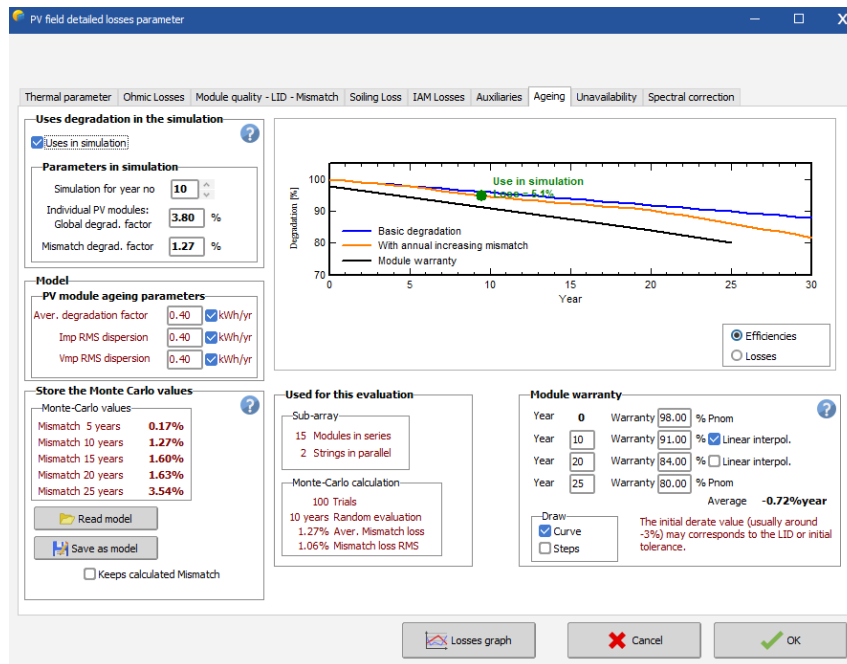 PV field detailed losses parameter
Thermal parameter Ohmic Losses Module quality - LID - Mismatch Soiling Loss IAM Losses Auxiliaries Ageing Unavailability Spectral correction
Uses degradation in the simulation
Uses in simulation
Parameters in simulation
Simulation for year no 10
Individual PV modules:
Global degrad. factor 3.80 %
Mismatch degrad. factor 1.27 %
Model
PV module ageing parameters
Aver. degradation factor 0.40 kWh/yr
Imp RMS dispersion 0.40 kWh/yr
Vmp RMS dispersion 0.40 kWh/yr
Store the Monte Carlo values
Monte-Carlo values
Mismatch 5 years 0.17%
Mismatch 10 years 1.27%
Mismatch 15 years 1.60%
Mismatch 20 years 1.63%
Mismatch 25 years 3.54%
Read model
Save as model
Keeps calculated Mismatch
Degradation [%]
100
90
80
70
0 5 10 15 20 25 30
Year
Use in simulation
Loss = 5.1%
Basic degradation
With annual increasing mismatch
Module warranty
Efficiencies
Losses
Used for this evaluation
Sub-array
15 Modules in series
2 Strings in parallel
Monte-Carlo calculation
100 Trials
10 years Random evaluation
1.27% Aver. Mismatch loss
1.06% Mismatch loss RMS
Module warranty
Year 0 Warranty 98.00 % Pnom
Year 10 Warranty 91.00 % Linear interpol.
Year 20 Warranty 84.00 % Linear interpol.
Year 25 Warranty 80.00 % Pnom
Average -0.72%year
Draw
Curve
Steps
The initial derate value (usually around
-3%) may corresponds to the LID or initial
tolerance.
Losses graph Cancel OK